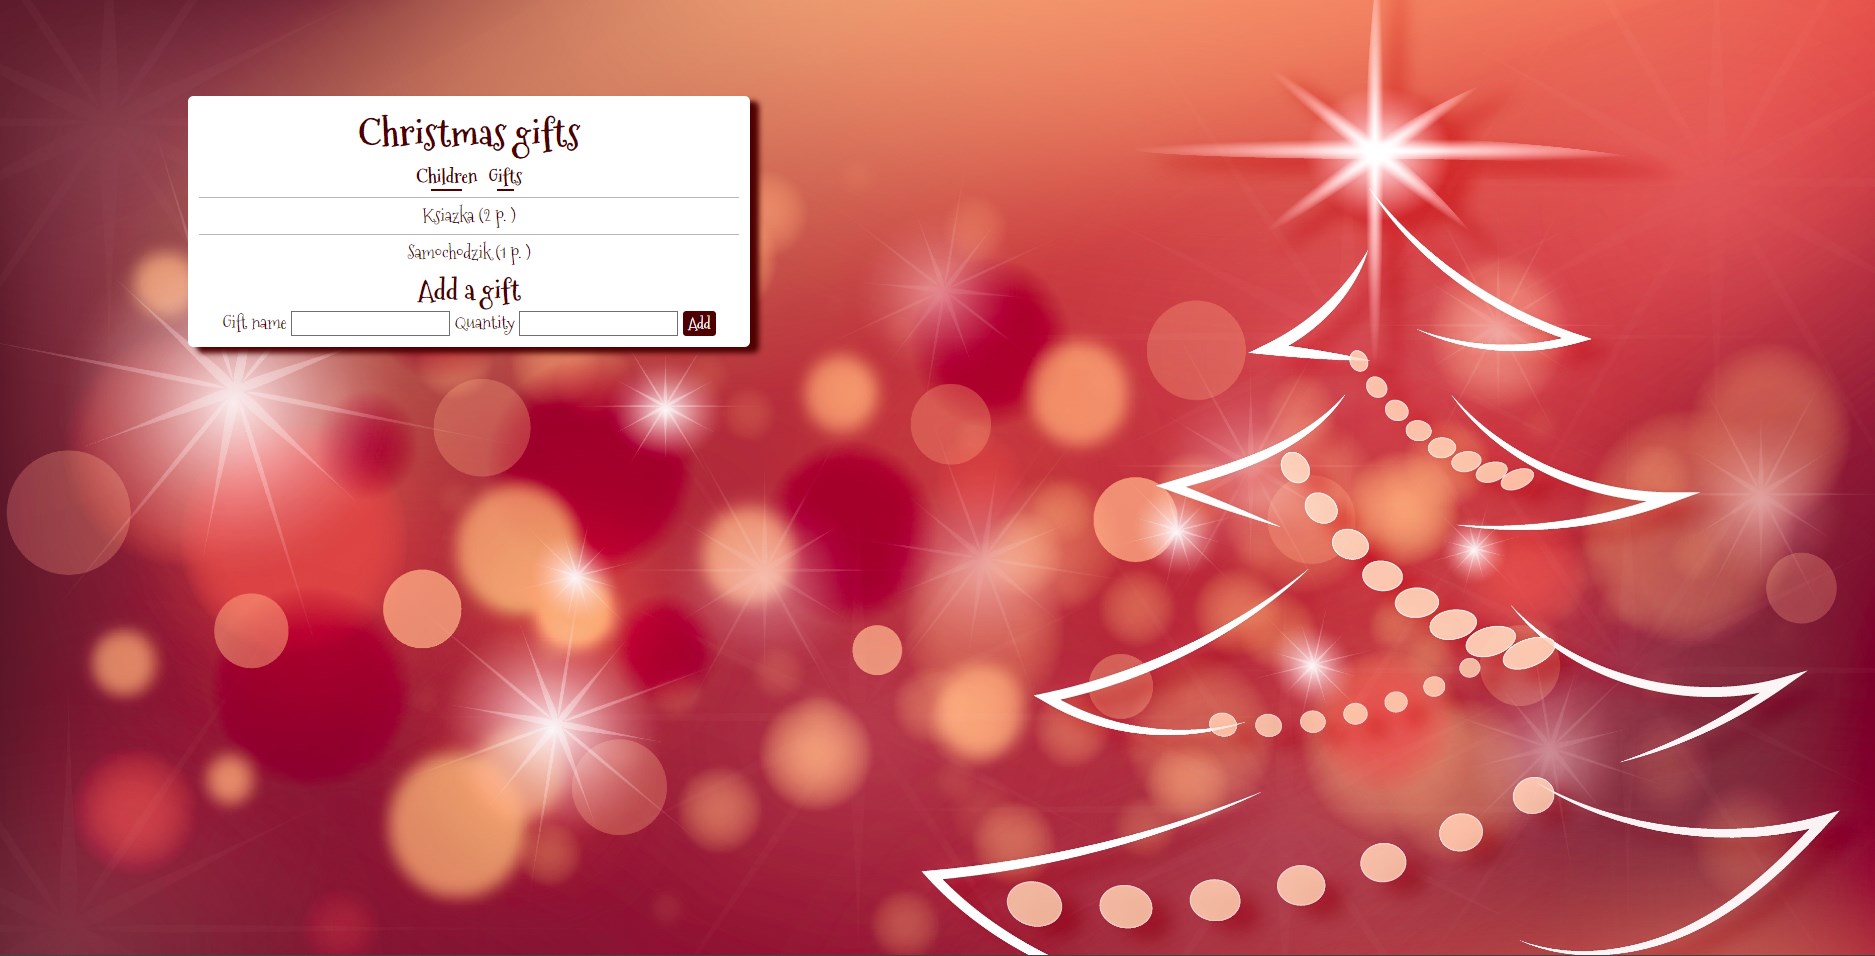 Christmas gifts
Children Gifts
Ksiazka (2 p. )
Samochodzik (1 p. )
Add a gift
Gift name Quantity Add